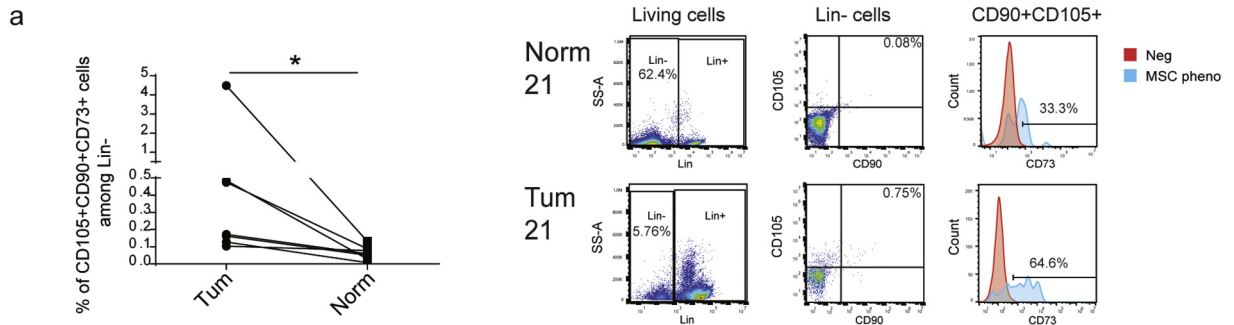 a
% of CD105+CD90+CD73+ cells
among Lin-
5
4
3
2
1
0.5
0.4
0.3
0.2
0.1
0.0
*
Tum
Norm
Living cells
Lin- cells
CD90+CD105+
Norm
21
Lin-
62.4%
Lin+
SS-A
Lin
0.08%
CD105
CD90
33.3%
Count
CD73
Neg
MSC pheno
Tum
21
Lin-
5.76%
Lin+
SS-A
Lin
0.75%
CD105
CD90
64.6%
Count
CD73